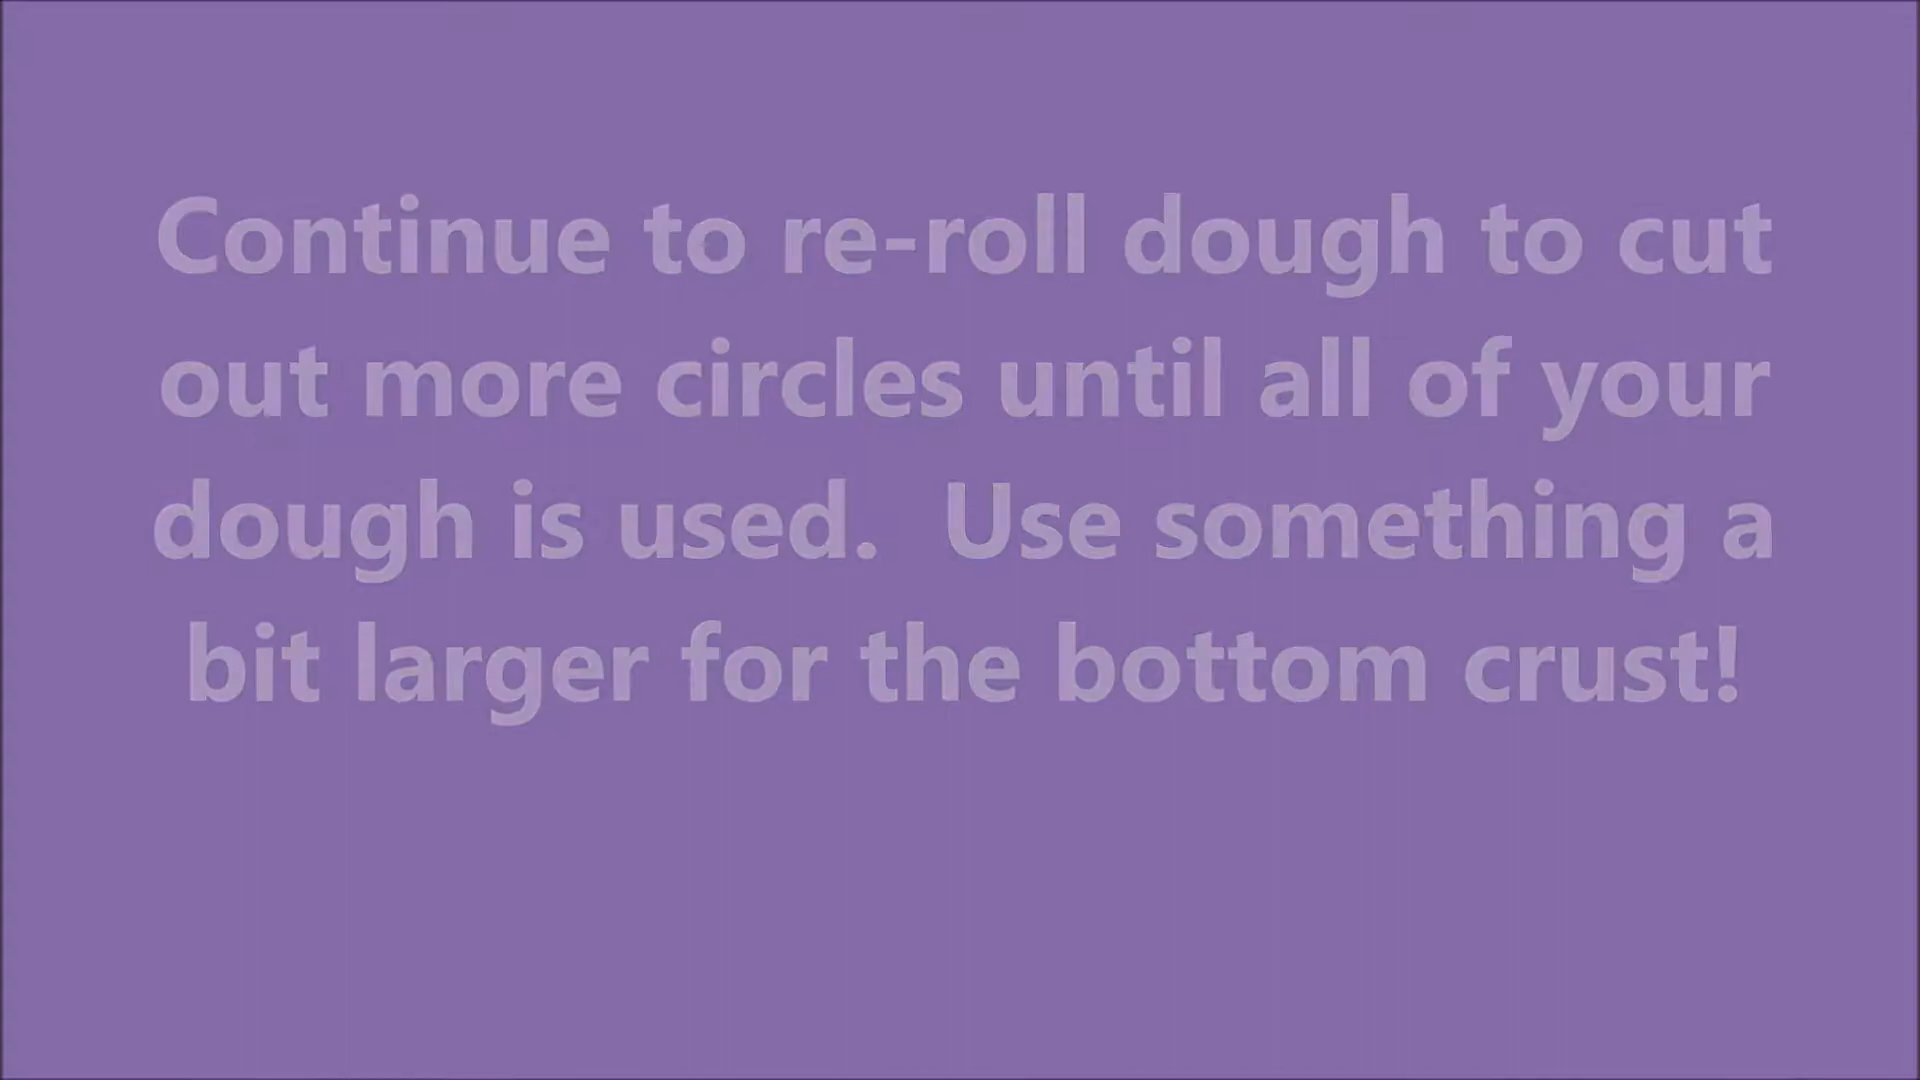 Continue to re-roll dough to cut
out more circles until all of your
dough is used.  Use something a
bit larger for the bottom crust!